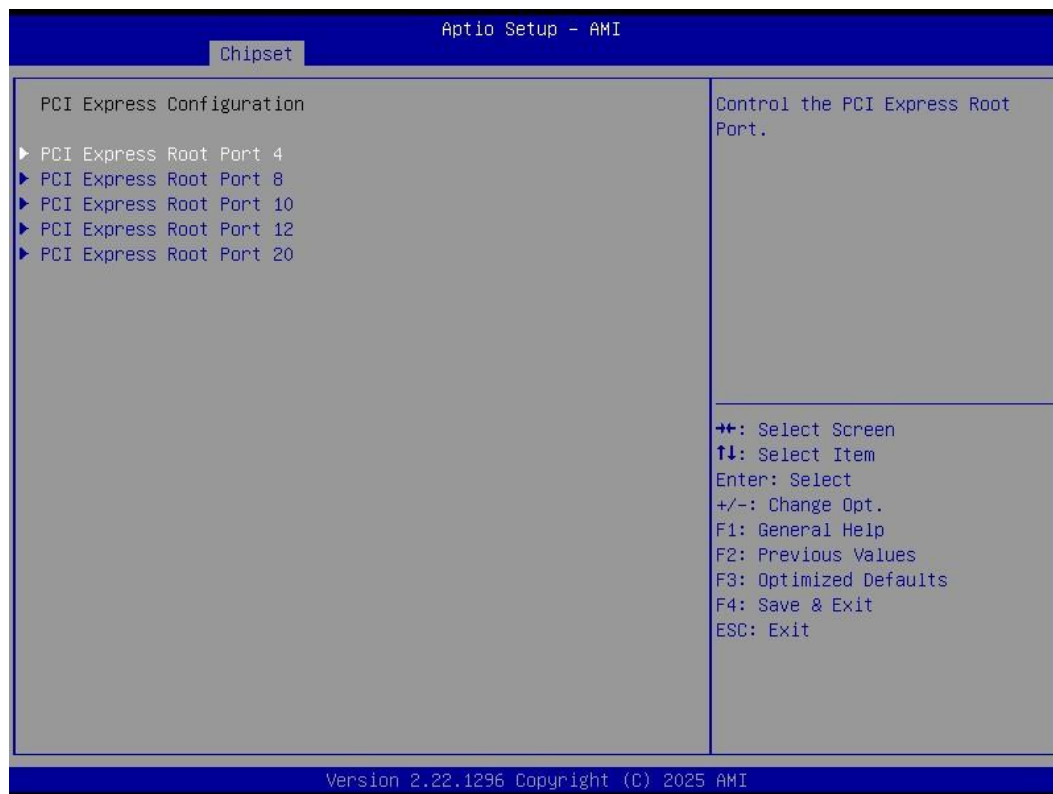 Aptio Setup – AMI
Chipset
PCI Express Configuration
▶ PCI Express Root Port 4
▶ PCI Express Root Port 8
▶ PCI Express Root Port 10
▶ PCI Express Root Port 12
▶ PCI Express Root Port 20
Control the PCI Express Root
Port.
→←: Select Screen
↑↓: Select Item
Enter: Select
+/-: Change Opt.
F1: General Help
F2: Previous Values
F3: Optimized Defaults
F4: Save & Exit
ESC: Exit
Version 2.22.1296 Copyright (C) 2025 AMI